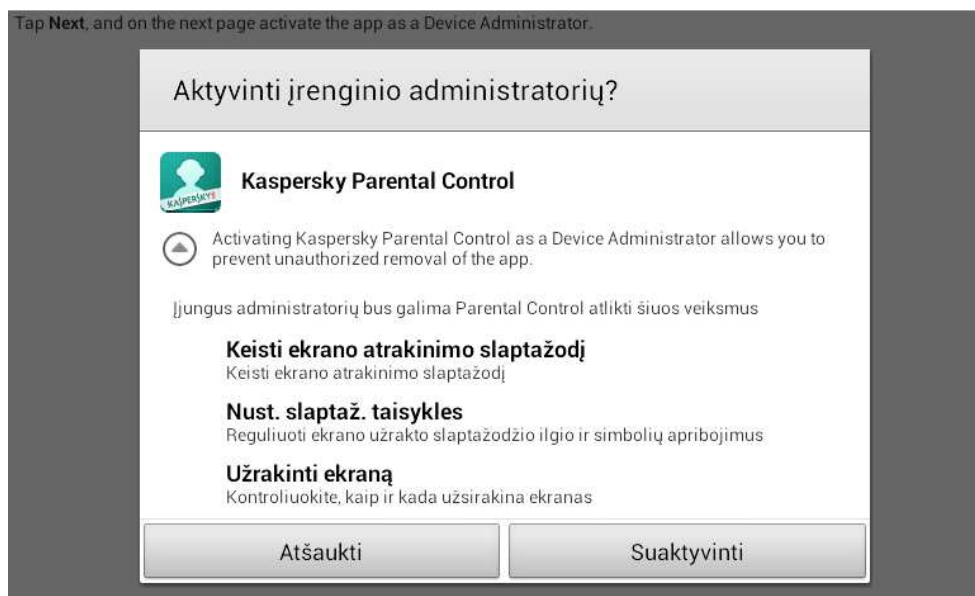 Tap Next, and on the next page activate the app as a Device Administrator.
Aktyvinti įrenginio administratorių?
KASPERSKY
Kaspersky Parental Control
Activating Kaspersky Parental Control as a Device Administrator allows you to
prevent unauthorized removal of the app.
Įjungus administratorių bus galima Parental Control atlikti šiuos veiksmus
Keisti ekrano atrakinimo slaptažodį
Keisti ekrano atrakinimo slaptažodį
Nust. slaptaž. taisykles
Reguliuoti ekrano užrakto slaptažodžio ilgio ir simbolių apribojimus
Užrakinti ekraną
Kontroliuokite, kaip ir kada užsirakina ekranas
Atšaukti
Suaktyvinti